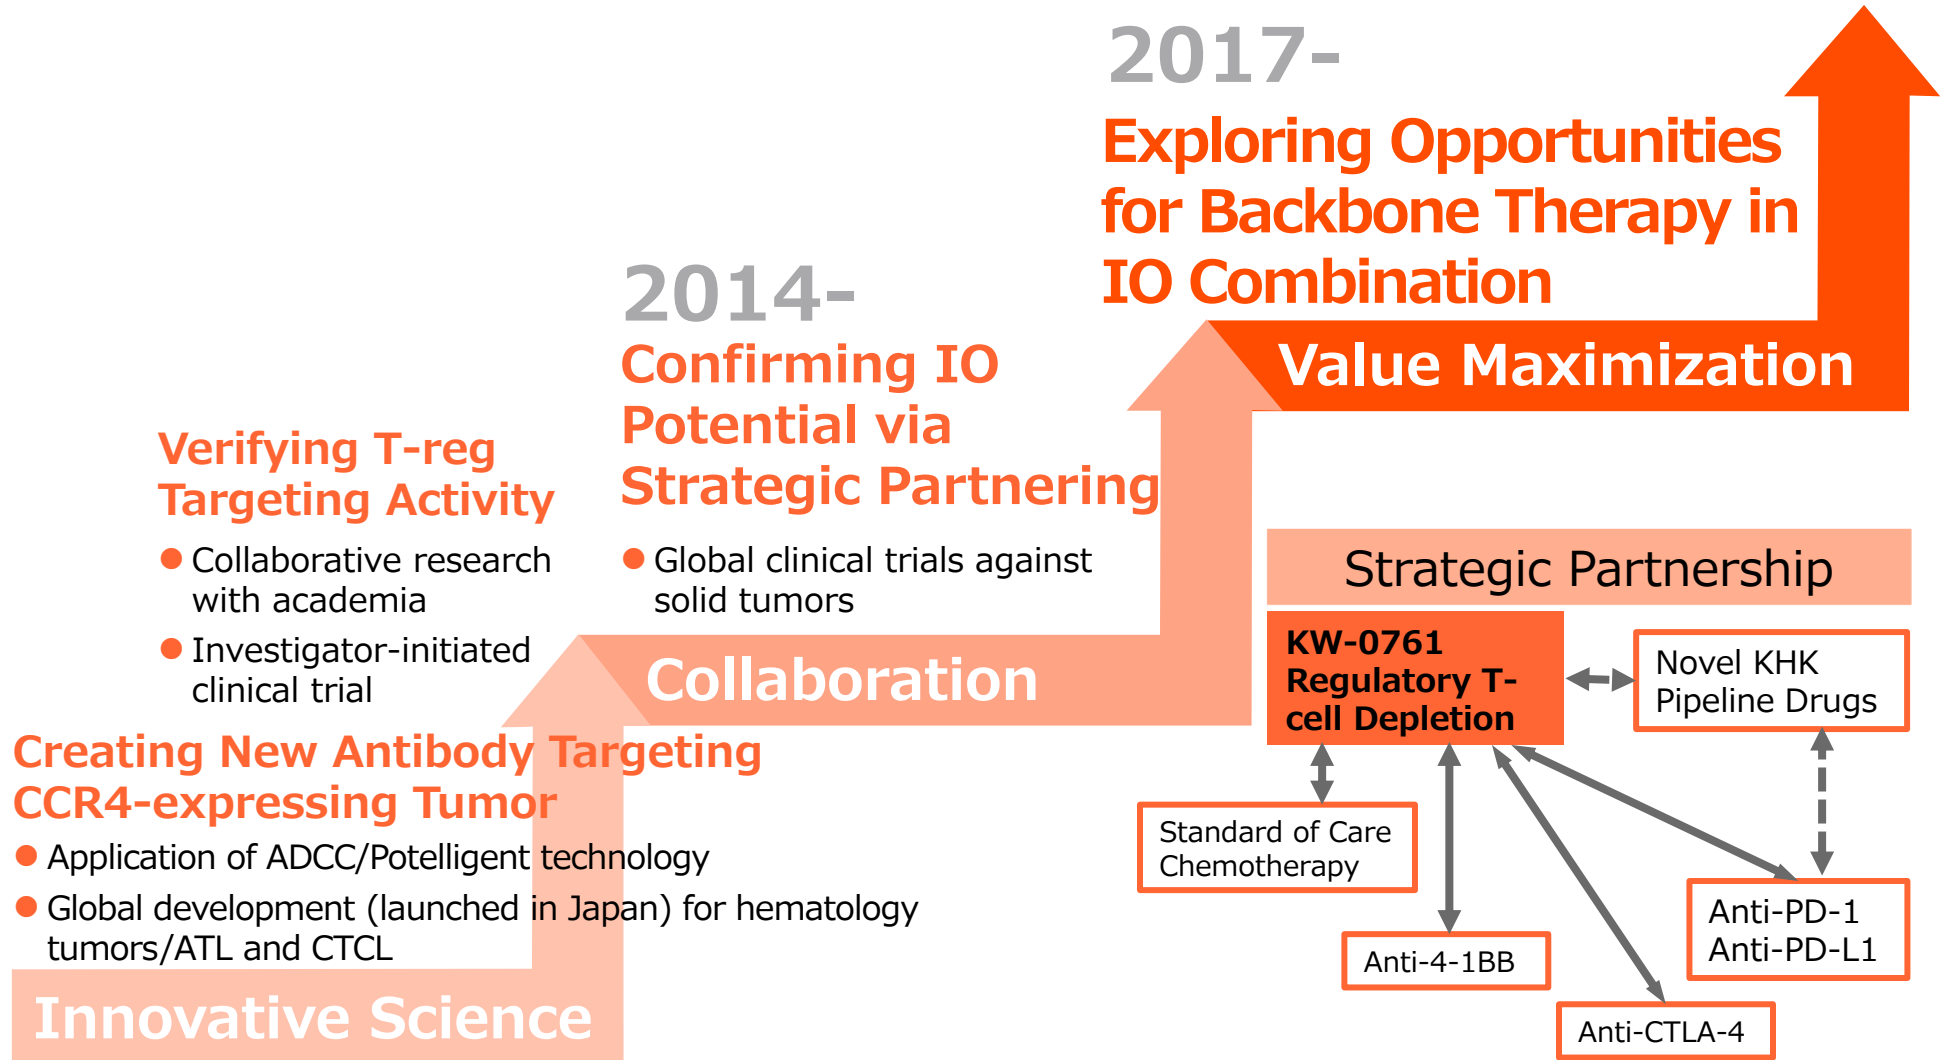 2017-
Exploring Opportunities
for Backbone Therapy in
IO Combination
Value Maximization
2014-
Confirming IO
Potential via
Strategic Partnering
● Global clinical trials against
solid tumors
Collaboration
Verifying T-reg
Targeting Activity
● Collaborative research
with academia
● Investigator-initiated
clinical trial
Creating New Antibody Targeting
CCR4-expressing Tumor
● Application of ADCC/Potelligent technology
● Global development (launched in Japan) for hematology
tumors/ATL and CTCL
Innovative Science
Strategic Partnership
KW-0761
Regulatory T-
cell Depletion
Novel KHK
Pipeline Drugs
Standard of Care
Chemotherapy
Anti-4-1BB
Anti-CTLA-4
Anti-PD-1
Anti-PD-L1